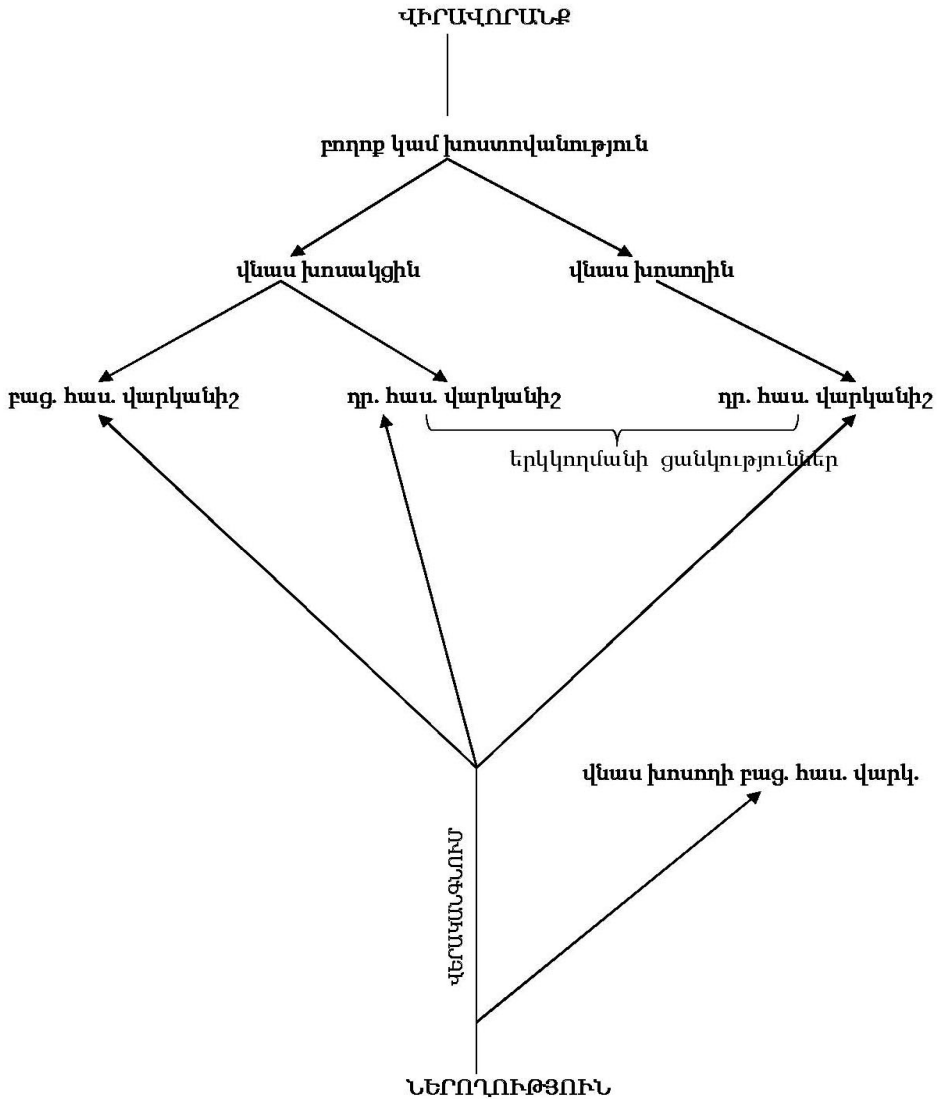 ՎԻՐԱՎՈՐԱՆՔ
բողոք կամ խոստովանություն
վնաս խոսակցին
վնաս խոսողին
բաց. հաս. վարկանիշ
դր. հաս. վարկանիշ
դր. հաս. վարկանիշ
երկկողմանի ցանկություններ
վնաս խոսողի բաց. հաս. վարկ.
ՎԵՐԱԿԱՆԳՆՈՒՄ
ՆԵՐՈՂՈՒԹՅՈՒՆ